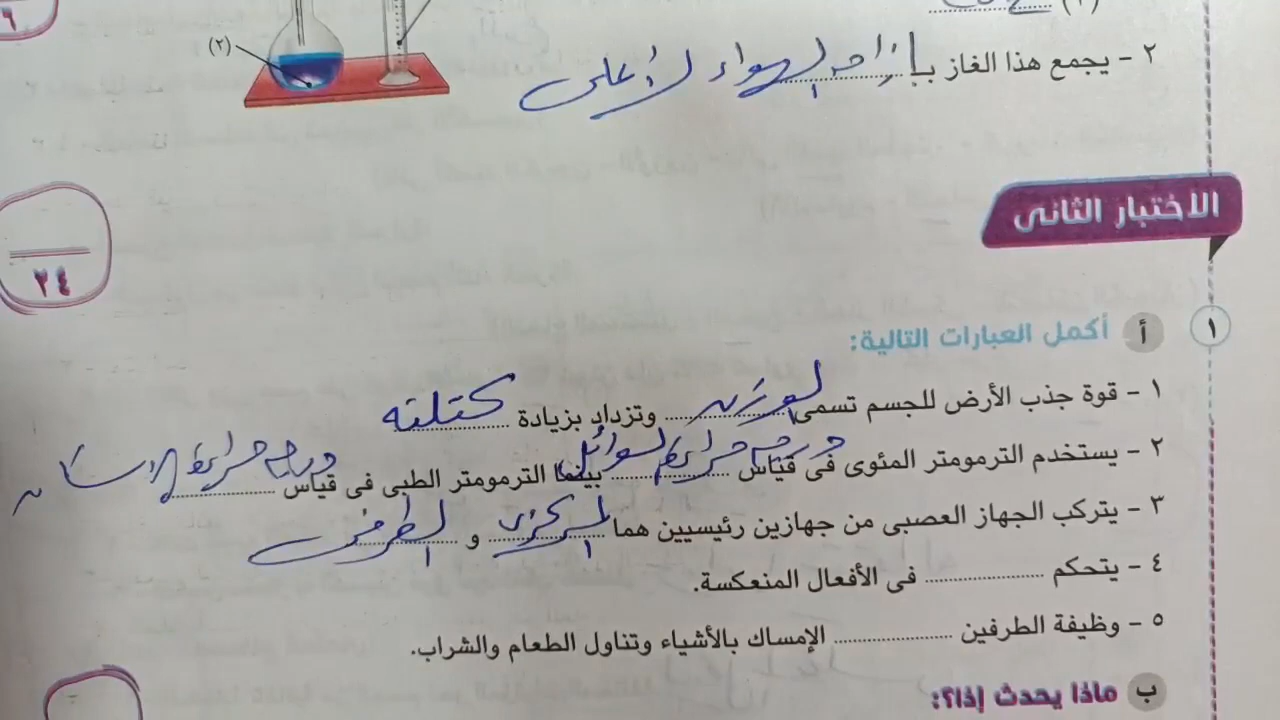 ٦
(٢)
٢ - يجمع هذا الغاز بـ إزاحة الهواء لأعلى
الاختبار الثانى
٢٤
١ أ أكمل العبارات التالية:
١ - قوة جذب الأرض للجسم تسمى الوزن وتزداد بزيادة كتلته
٢ - يستخدم الترمومتر المئوى فى قياس درجة حرارة السوائل بينما الترمومتر الطبى فى قياس درجة حرارة الإنسان
٣ - يتركب الجهاز العصبى من جهازين رئيسيين هما المركزى و الطرفى
٤ - يتحكم .................... فى الأفعال المنعكسة.
٥ - وظيفة الطرفين .................... الإمساك بالأشياء وتناول الطعام والشراب.
ب ماذا يحدث إذا؟: